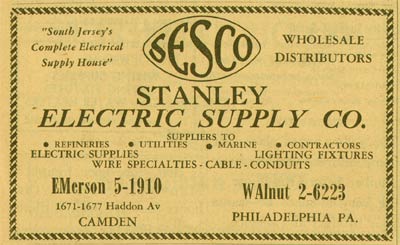 "South Jersey's
Complete Electrical
Supply House"
SESCO
WHOLESALE
DISTRIBUTORS
STANLEY
ELECTRIC SUPPLY CO.
SUPPLIERS TO
• REFINERIES • UTILITIES • MARINE • CONTRACTORS
ELECTRIC SUPPLIES LIGHTING FIXTURES
WIRE SPECIALTIES - CABLE - CONDUITS
EMerson 5-1910
1671-1677 Haddon Av
CAMDEN
WAlnut 2-6223
PHILADELPHIA PA.